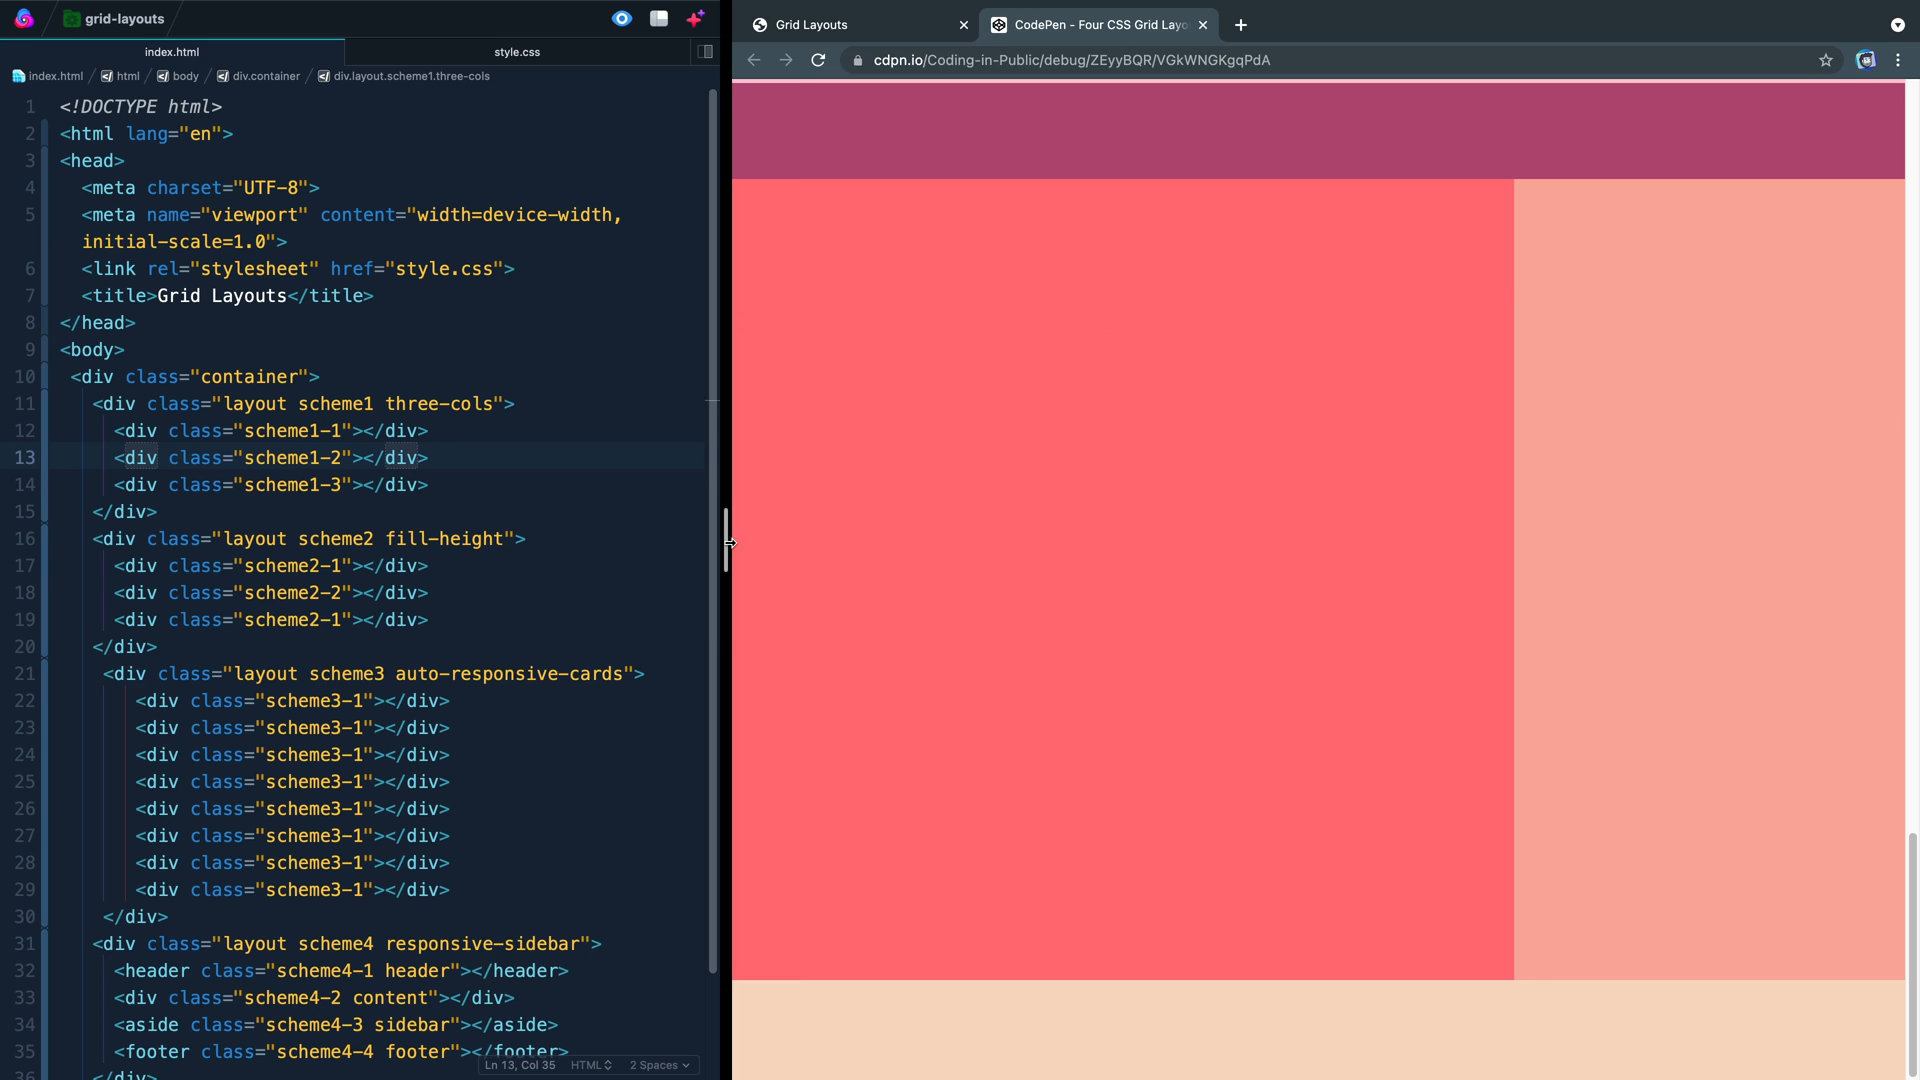 grid-layouts
index.html
style.css
index.html html body div.container div.layout.scheme1.three-cols
1 <!DOCTYPE html>
2 <html lang="en">
3 <head>
4 <meta charset="UTF-8">
5 <meta name="viewport" content="width=device-width,
initial-scale=1.0">
6 <link rel="stylesheet" href="style.css">
7 <title>Grid Layouts</title>
8 </head>
9 <body>
10 <div class="container">
11 <div class="layout scheme1 three-cols">
12 <div class="scheme1-1"></div>
13 <div class="scheme1-2"></div>
14 <div class="scheme1-3"></div>
15 </div>
16 <div class="layout scheme2 fill-height">
17 <div class="scheme2-1"></div>
18 <div class="scheme2-2"></div>
19 <div class="scheme2-1"></div>
20 </div>
21 <div class="layout scheme3 auto-responsive-cards">
22 <div class="scheme3-1"></div>
23 <div class="scheme3-1"></div>
24 <div class="scheme3-1"></div>
25 <div class="scheme3-1"></div>
26 <div class="scheme3-1"></div>
27 <div class="scheme3-1"></div>
28 <div class="scheme3-1"></div>
29 <div class="scheme3-1"></div>
30 </div>
31 <div class="layout scheme4 responsive-sidebar">
32 <header class="scheme4-1 header"></header>
33 <div class="scheme4-2 content"></div>
34 <aside class="scheme4-3 sidebar"></aside>
35 <footer class="scheme4-4 footer"></footer>
36 </div>
Ln 13, Col 35 HTML 2 Spaces
Grid Layouts
CodePen - Four CSS Grid Layo
cdpn.io/Coding-in-Public/debug/ZEyyBQR/VGkWNGKgqPdA